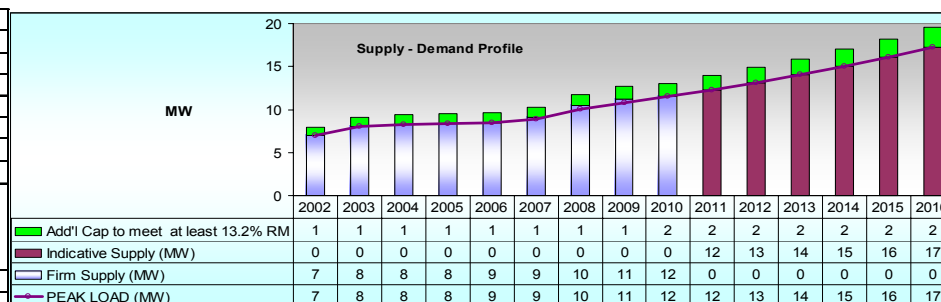 20
Supply - Demand Profile
15
MW
10
5
0
2002 2003 2004 2005 2006 2007 2008 2009 2010 2011 2012 2013 2014 2015 2016
Add'l Cap to meet at least 13.2% RM 1 1 1 1 1 1 1 1 2 2 2 2 2 2 2
Indicative Supply (MW) 0 0 0 0 0 0 0 0 0 12 13 14 15 16 17
Firm Supply (MW) 7 8 8 8 9 9 10 11 12 0 0 0 0 0 0
PEAK LOAD (MW) 7 8 8 8 9 9 10 11 12 12 13 14 15 16 17